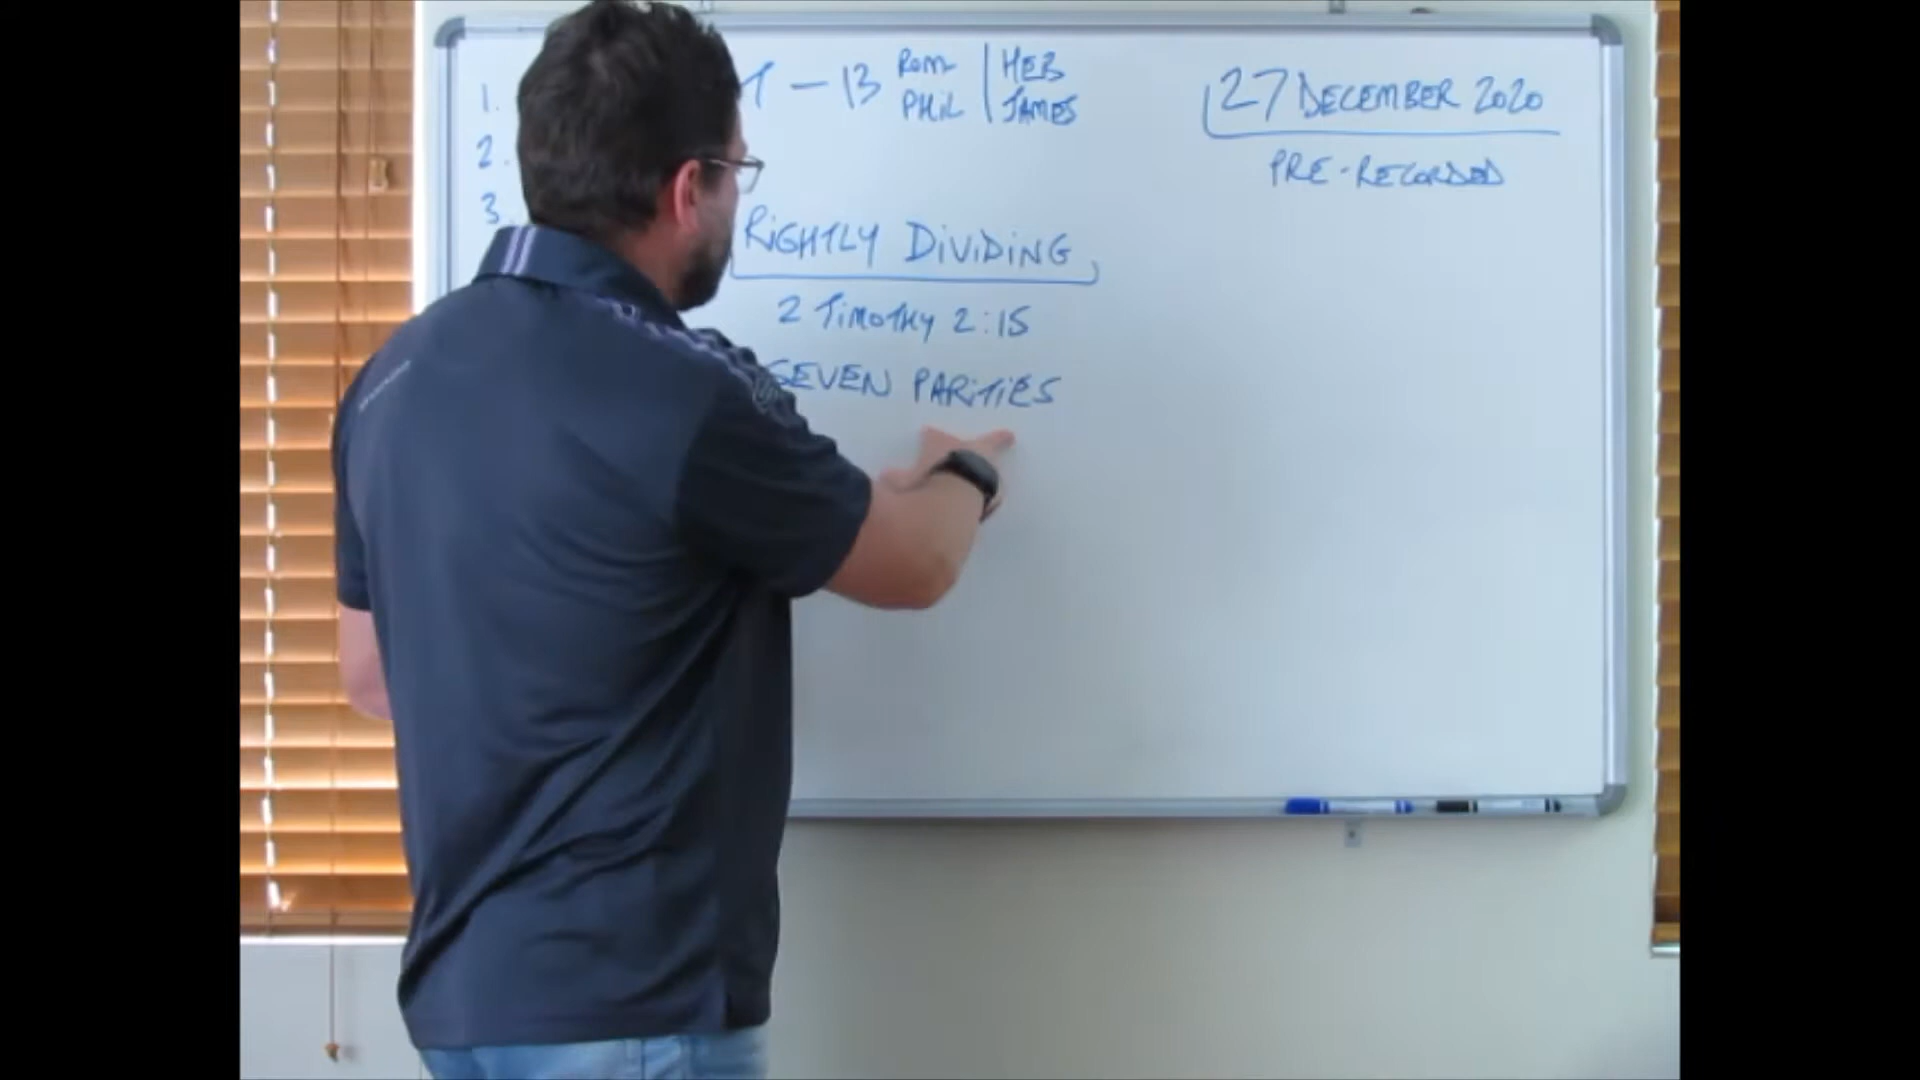 1. T – 13 Rom | HEB
PHIL | JAMES
2.
3.
27 DECEMBER 2020
PRE-RECORDED
RIGHTLY DIVIDING
2 TIMOTHY 2:15
SEVEN PARITIES